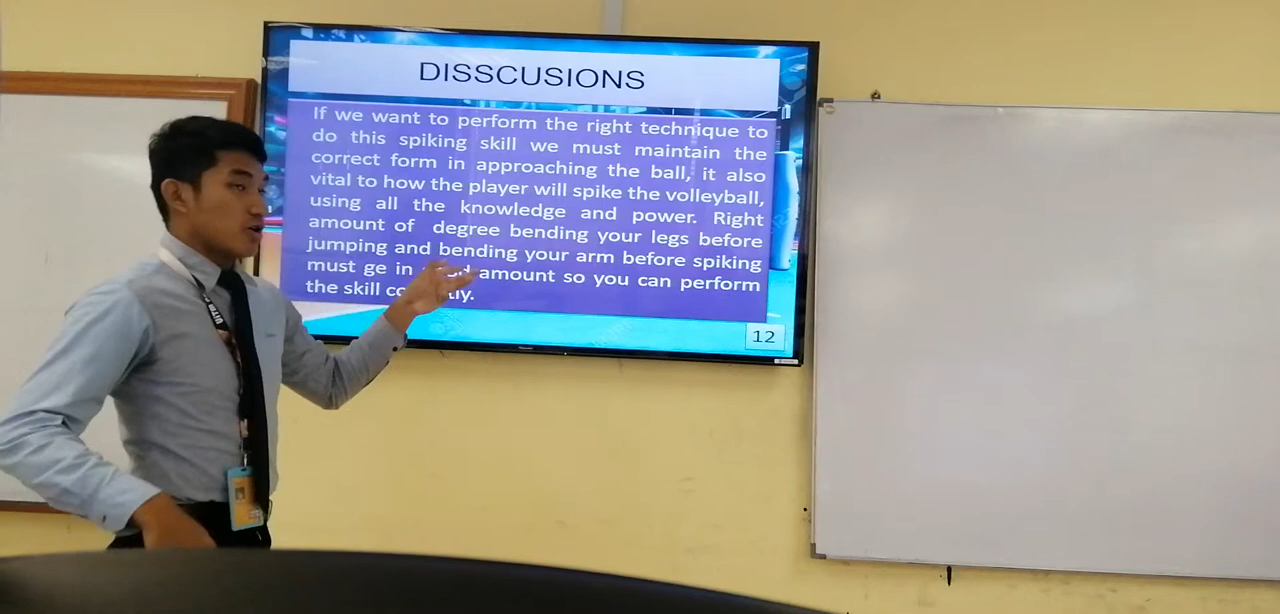 DISSCUSIONS
If we want to perform the right technique to
do this spiking skill we must maintain the
correct form in approaching the ball, it also
vital to how the player will spike the volleyball,
using all the knowledge and power. Right
amount of degree bending your legs before
jumping and bending your arm before spiking
must ge in amount so you can perform
the skill
12